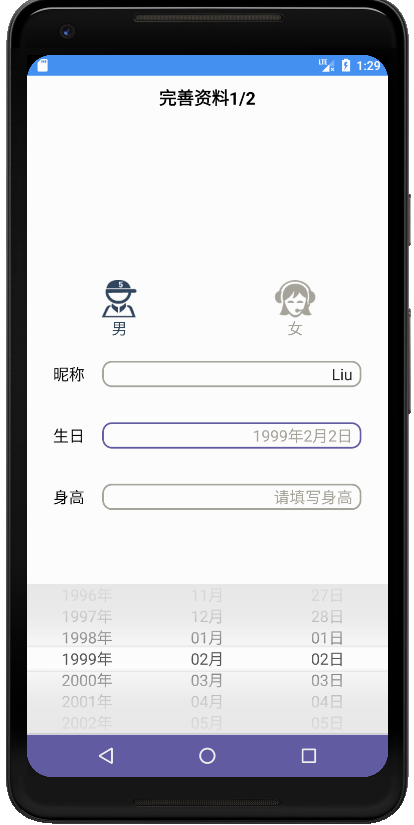 LTE 1:29
完善资料1/2
5
男 女
昵称 Liu
生日 1999年2月2日
身高 请填写身高
1996年 11月 27日
1997年 12月 28日
1998年 01月 01日
1999年 02月 02日
2000年 03月 03日
2001年 04月 04日
2002年 05月 05日